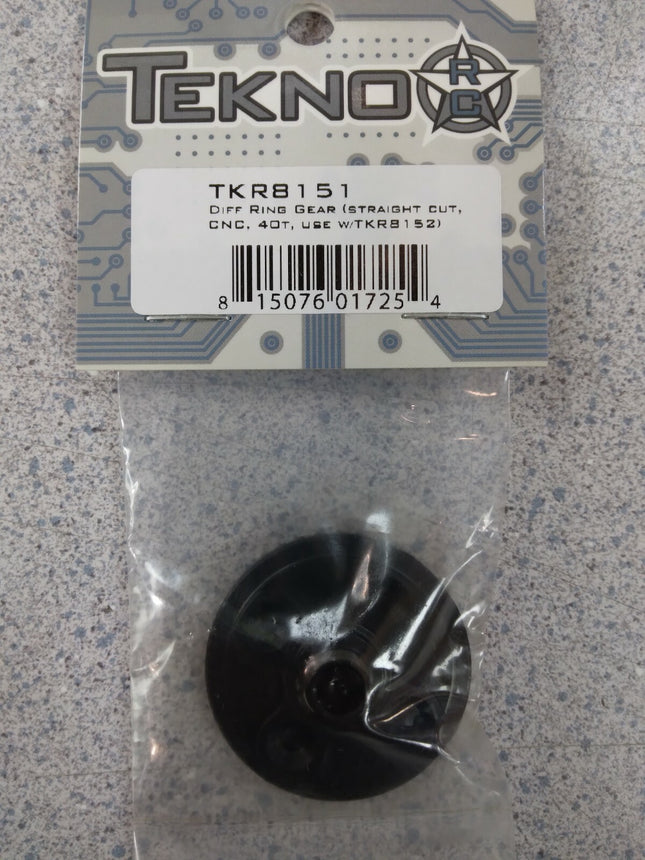 TEKNO RC
TKR8151
DIFF RING GEAR (STRAIGHT CUT,
CNC, 40T, USE W/TKR8152)
8 15076 01725 4